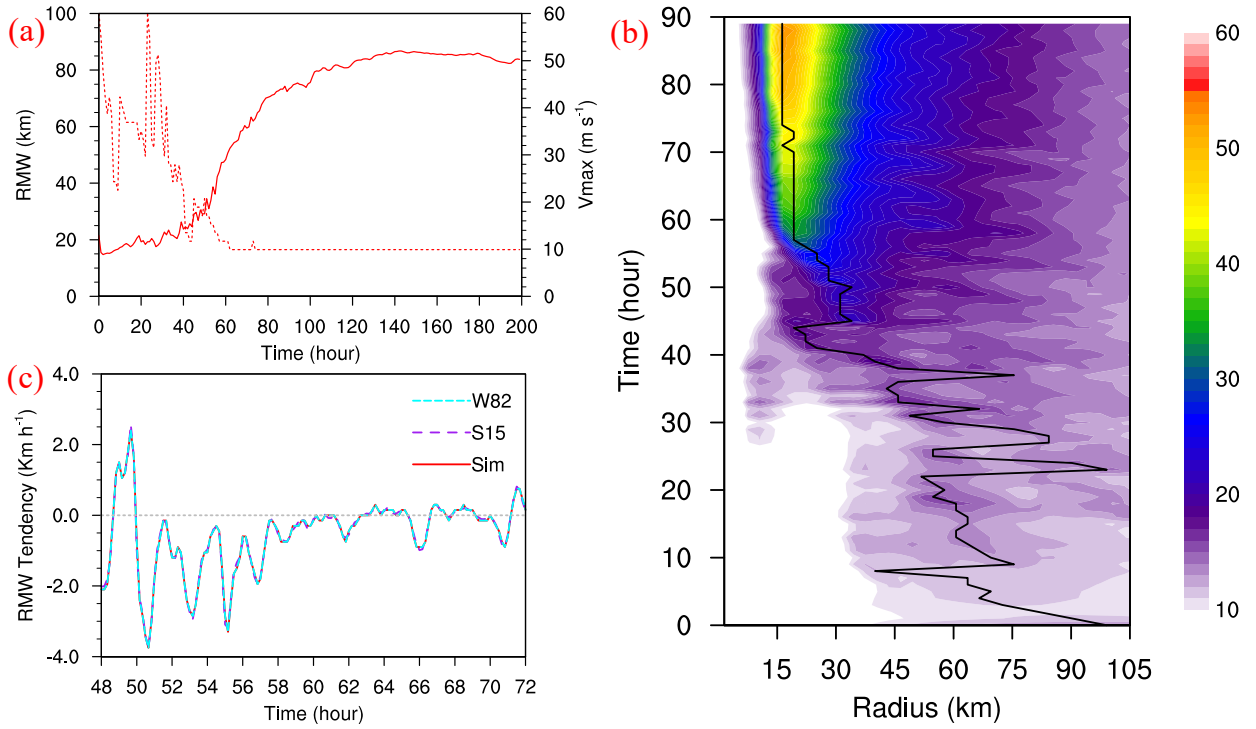 (a)
100
80
60
40
20
0
RMW (km)
60
50
40
30
20
10
0
Vmax (m s⁻¹)
0 20 40 60 80 100 120 140 160 180 200
Time (hour)
(b)
90
80
70
60
50
40
30
20
10
0
Time (hour)
15 30 45 60 75 90 105
Radius (km)
60
50
40
30
20
10
(c)
4.0
2.0
0.0
-2.0
-4.0
RMW Tendency (Km h⁻¹)
W82
S15
Sim
48 50 52 54 56 58 60 62 64 66 68 70 72
Time (hour)